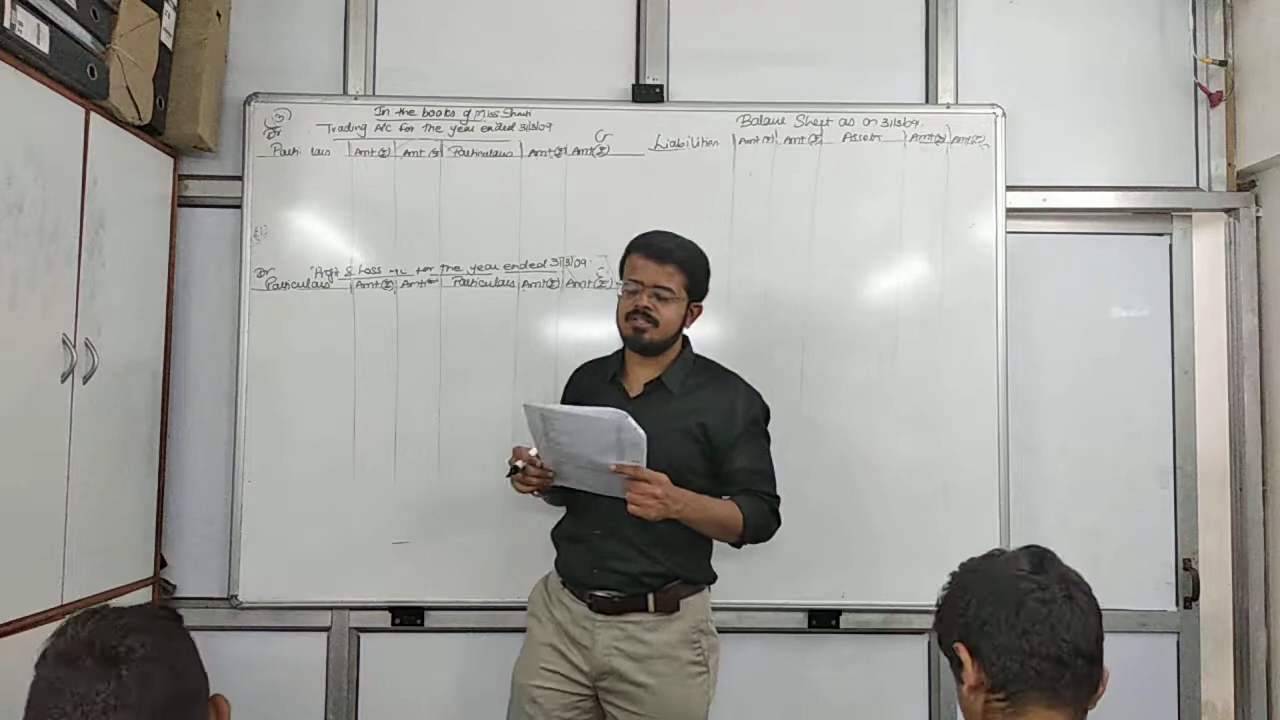 (3) In the books of Miss Shruti
Dr Trading A/C for the year ended 31/3/09 Cr
Particulars Amt(₹) Amt(₹) Particulars Amt(₹) Amt(₹)
Dr Profit & Loss A/c for the year ended 31/3/09. Cr
Particulars Amt(₹) Amt Particulars Amt(₹) Amt(₹)
Balance Sheet as on 31/3/09.
Liabilities Amt(₹) Amt(₹) Assets Amt(₹) Amt(₹)